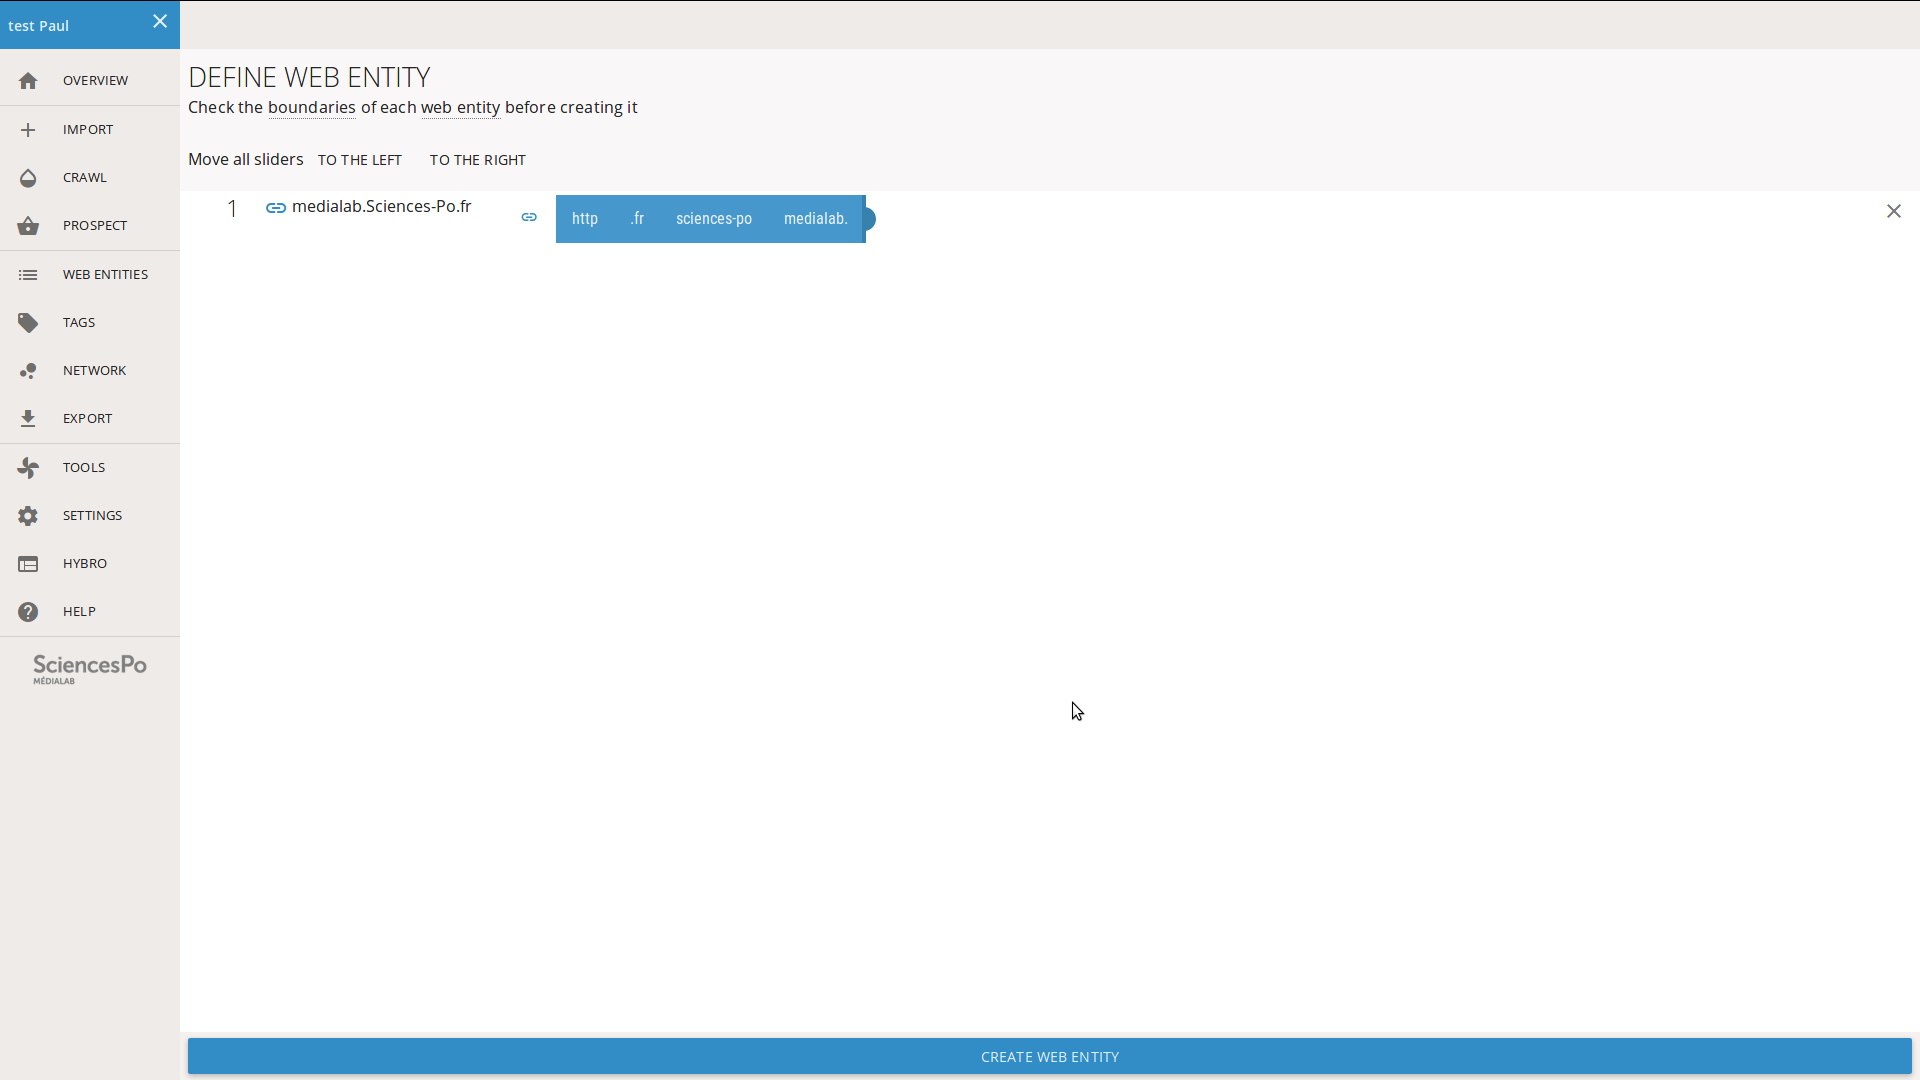 test Paul
OVERVIEW
IMPORT
CRAWL
PROSPECT
WEB ENTITIES
TAGS
NETWORK
EXPORT
TOOLS
SETTINGS
HYBRO
HELP
SciencesPo
MÉDIALAB
DEFINE WEB ENTITY
Check the boundaries of each web entity before creating it
Move all sliders TO THE LEFT TO THE RIGHT
1 medialab.Sciences-Po.fr http .fr sciences-po medialab.
CREATE WEB ENTITY